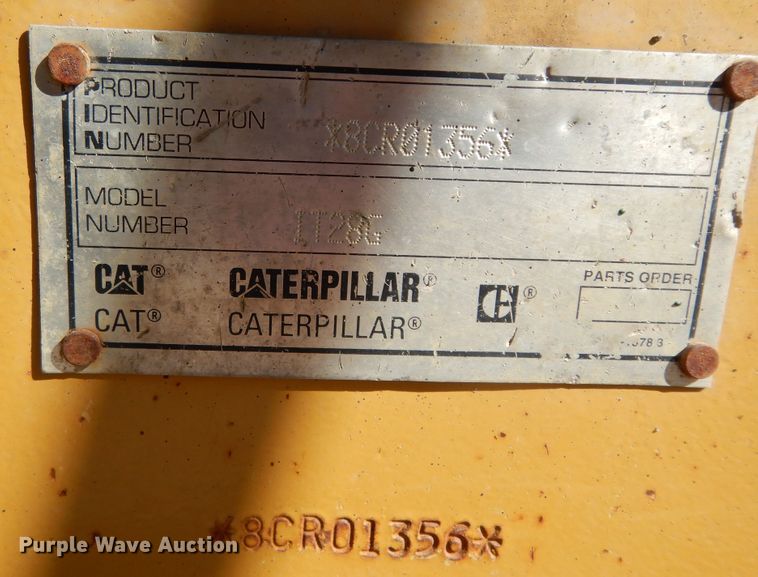 PRODUCT
IDENTIFICATION
NUMBER
*8CR01356*
MODEL
NUMBER
IT28G
CAT® CATERPILLAR® ®
PARTS ORDER
CAT® CATERPILLAR®
*8CR01356*
Purple Wave Auction